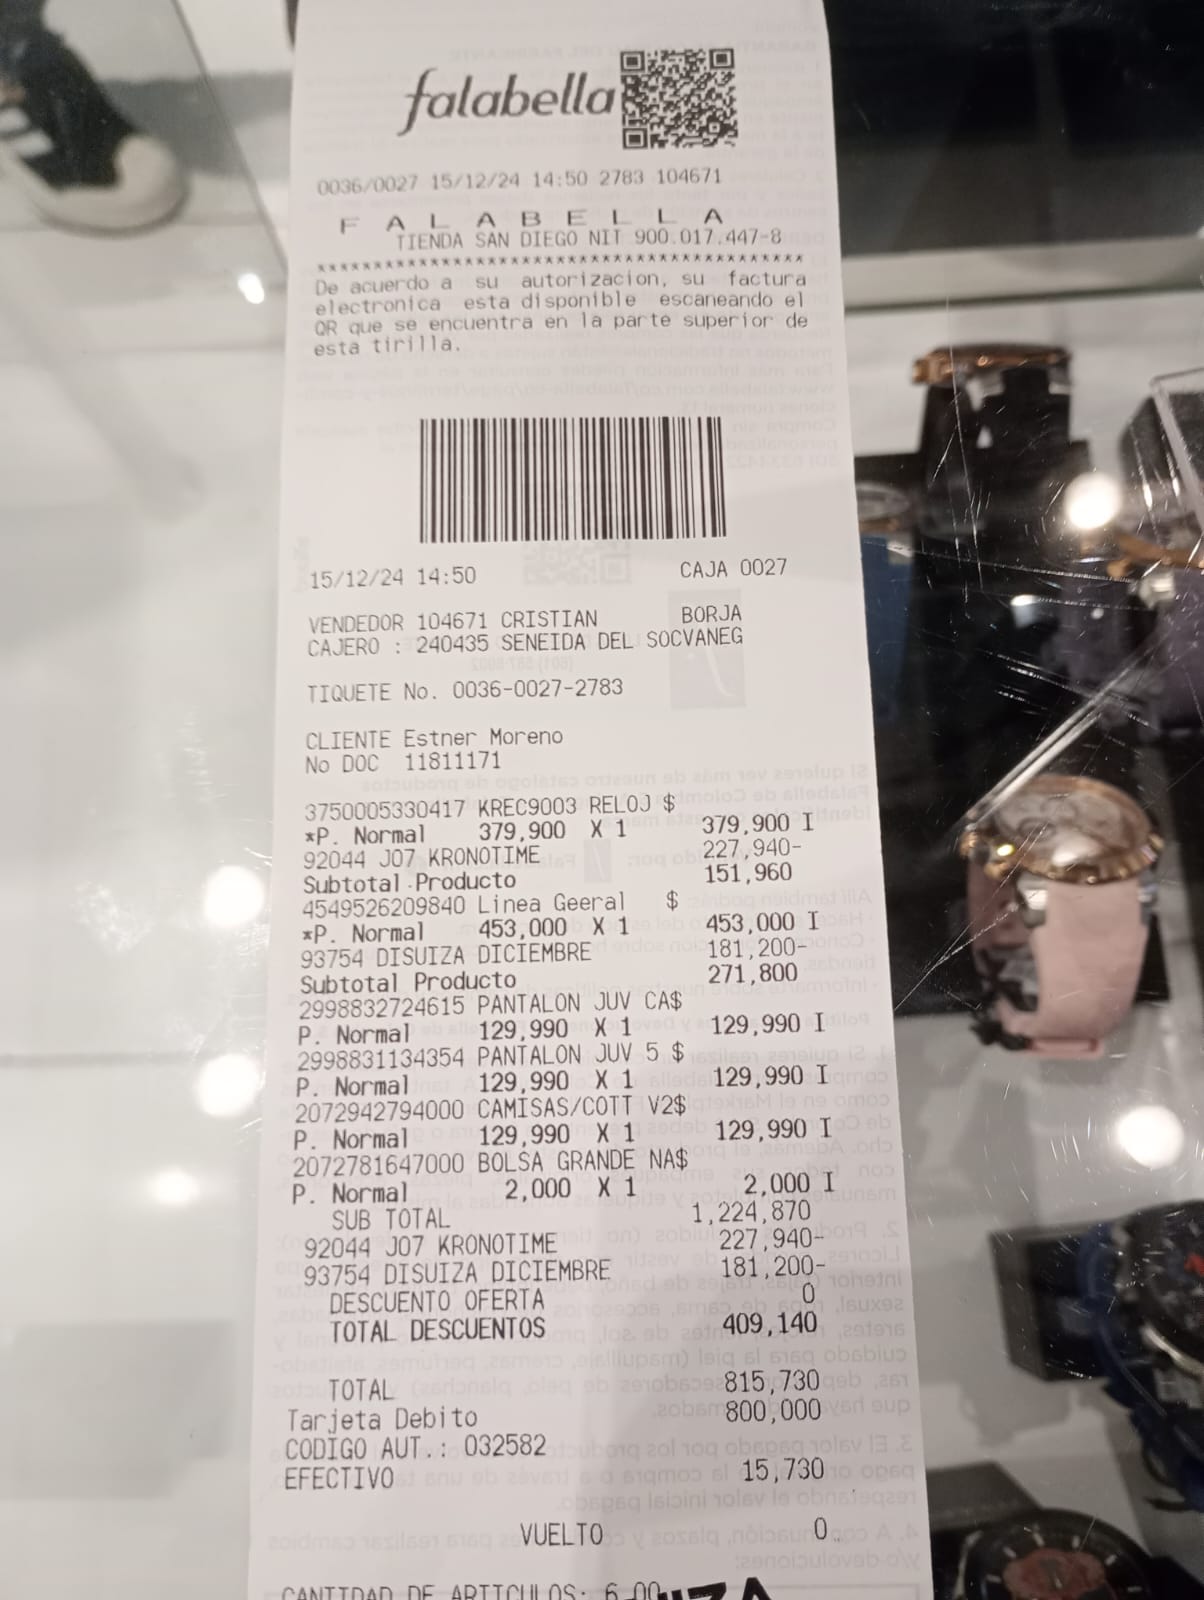 falabella
0036/0027 15/12/24 14:50 2783 104671
F A L A B E L L A
TIENDA SAN DIEGO NIT 900.017.447-8
******************************************
De acuerdo a su autorizacion, su factura
electronica esta disponible escaneando el
QR que se encuentra en la parte superior de
esta tirilla.
15/12/24 14:50 CAJA 0027
VENDEDOR 104671 CRISTIAN BORJA
CAJERO : 240435 SENEIDA DEL SOCVANEG
TIQUETE No. 0036-0027-2783
CLIENTE Estner Moreno
No DOC 11811171
3750005330417 KREC9003 RELOJ $
*P. Normal 379,900 X 1 379,900 I
92044 J07 KRONOTIME 227,940-
Subtotal Producto 151,960
4549526209840 Linea Geeral $
*P. Normal 453,000 X 1 453,000 I
93754 DISUIZA DICIEMBRE 181,200-
Subtotal Producto 271,800
2998832724615 PANTALON JUV CA$
P. Normal 129,990 X 1 129,990 I
2998831134354 PANTALON JUV 5 $
P. Normal 129,990 X 1 129,990 I
2072942794000 CAMISAS/COTT V2$
P. Normal 129,990 X 1 129,990 I
2072781647000 BOLSA GRANDE NA$
P. Normal 2,000 X 1 2,000 I
SUB TOTAL 1,224,870
92044 J07 KRONOTIME 227,940-
93754 DISUIZA DICIEMBRE 181,200-
DESCUENTO OFERTA 0
TOTAL DESCUENTOS 409,140
TOTAL 815,730
Tarjeta Debito 800,000
CODIGO AUT.: 032582
EFECTIVO 15,730
VUELTO 0
CANTIDAD DE ARTICULOS: 6.00